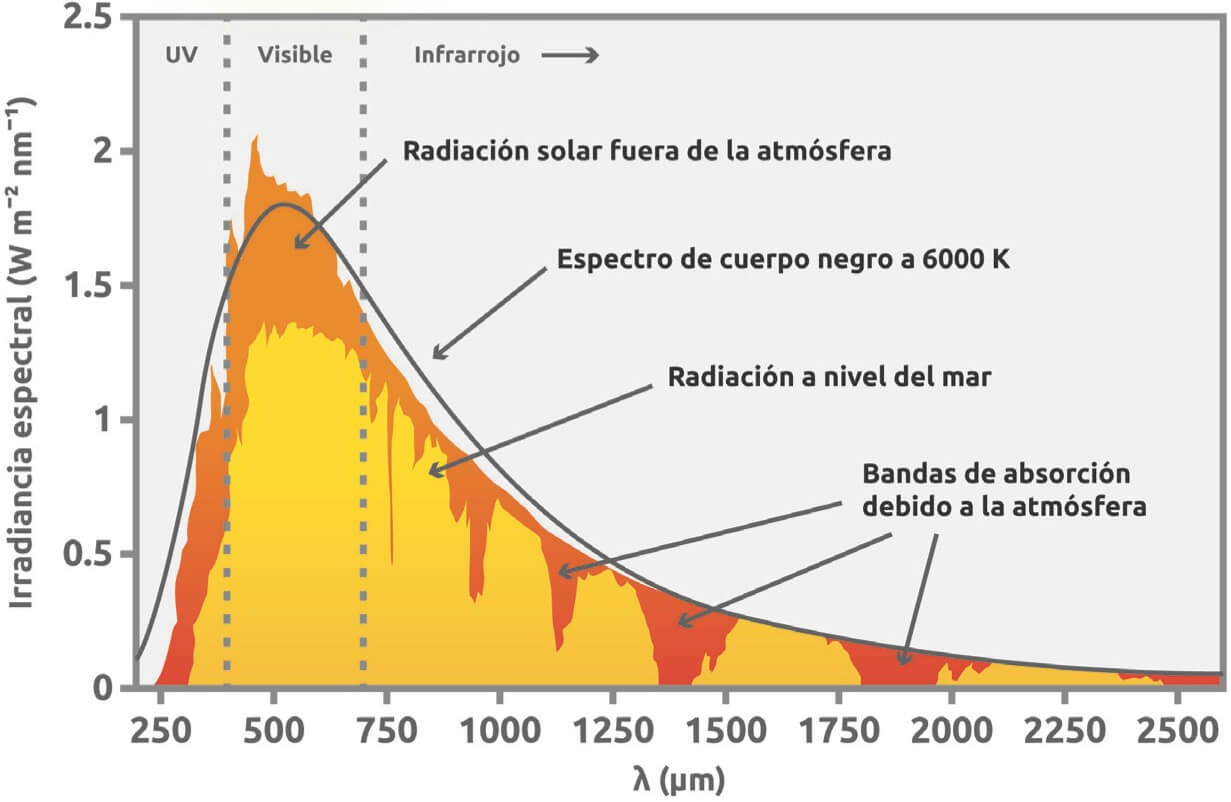 2.5
UV
Visible
Infrarrojo
2
Radiación solar fuera de la atmósfera
Espectro de cuerpo negro a 6000 K
1.5
Radiación a nivel del mar
1
Bandas de absorción
debido a la atmósfera
0.5
0
Irradiancia espectral (W m⁻² nm⁻¹)
250 500 750 1000 1250 1500 1750 2000 2250 2500
λ (μm)